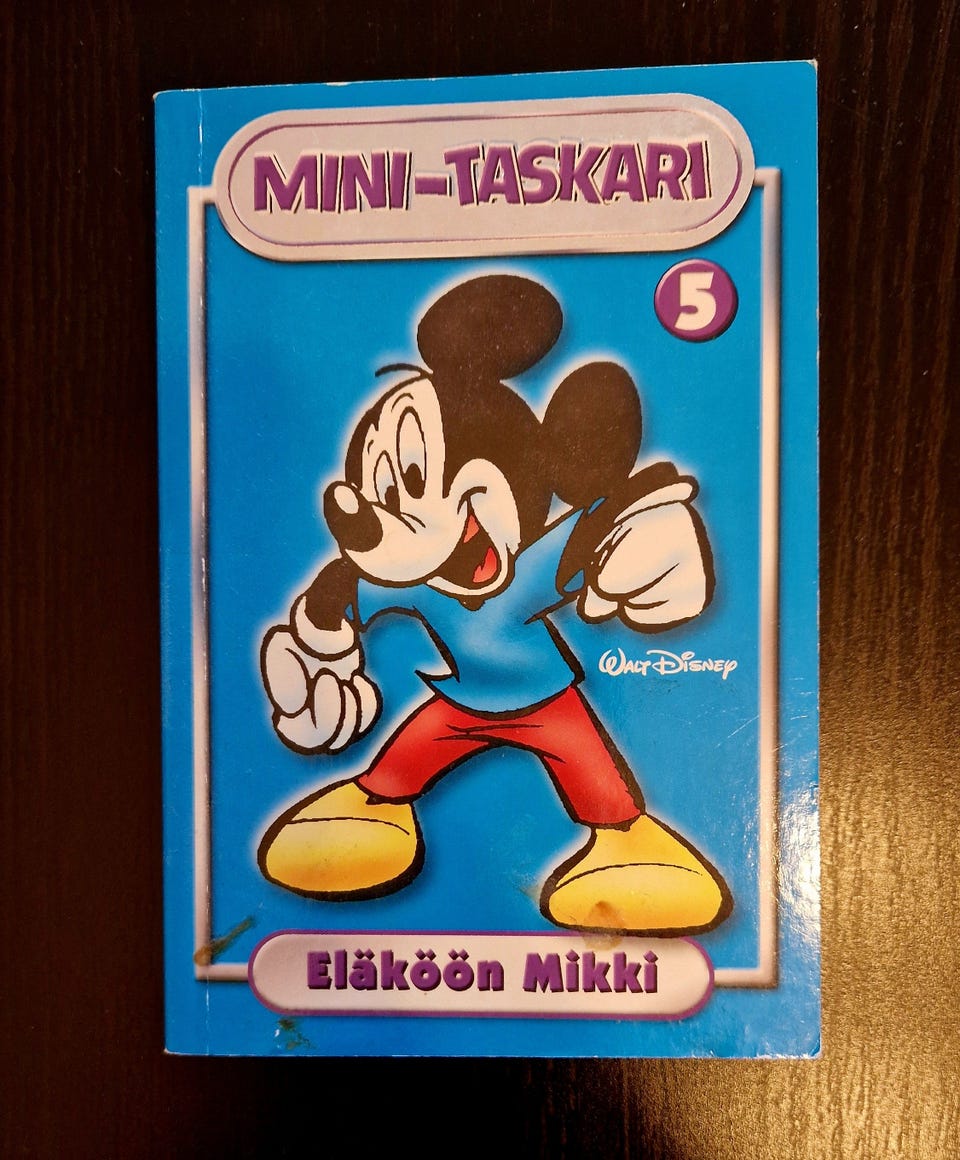 MINI-TASKARI
5
WALT DISNEY
Eläköön Mikki